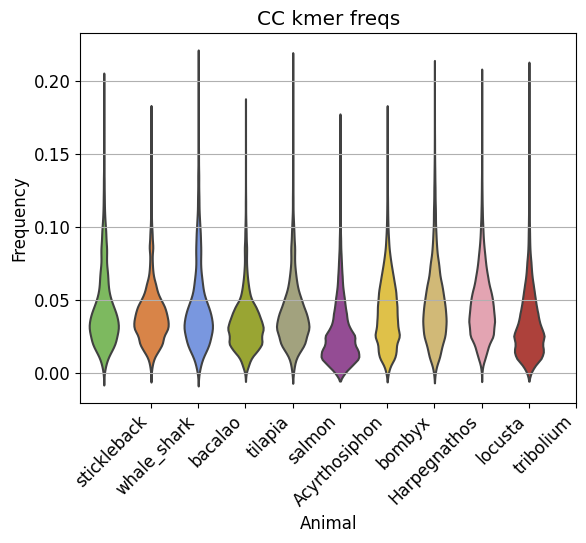 CC kmer freqs
Frequency
0.20
0.15
0.10
0.05
0.00
stickleback
whale_shark
bacalao
tilapia
salmon
Acyrthosiphon
bombyx
Harpegnathos
locusta
tribolium
Animal